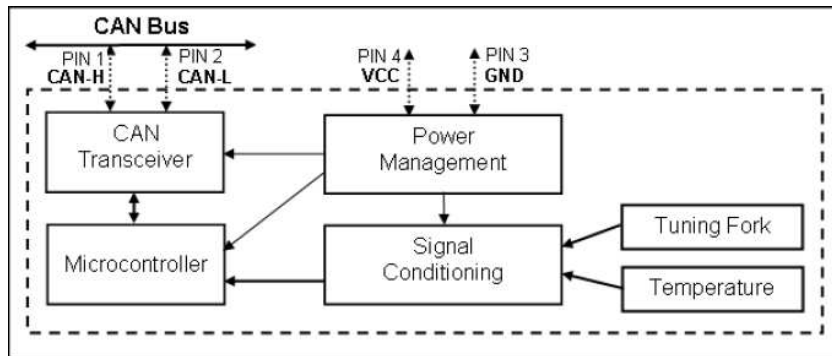 CAN Bus
PIN 1
CAN-H
PIN 2
CAN-L
PIN 4
VCC
PIN 3
GND
CAN
Transceiver
Power
Management
Microcontroller
Signal
Conditioning
Tuning Fork
Temperature